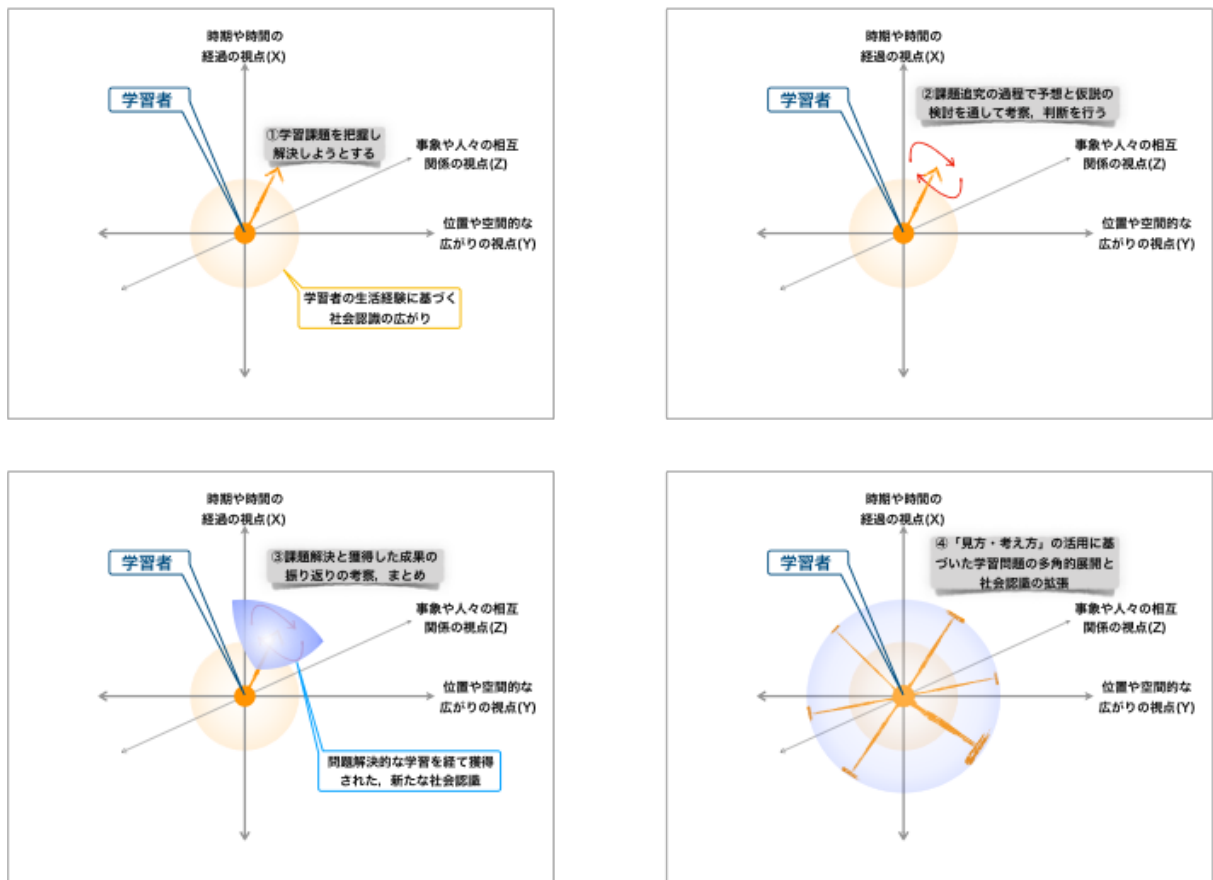 時期や時間の
経過の視点(X)
学習者
①学習課題を把握し
解決しようとする
事象や人々の相互
関係の視点(Z)
位置や空間的な
広がりの視点(Y)
学習者の生活経験に基づく
社会認識の広がり
時期や時間の
経過の視点(X)
学習者
②課題追究の過程で予想と仮説の
検討を通して考察，判断を行う
事象や人々の相互
関係の視点(Z)
位置や空間的な
広がりの視点(Y)
時期や時間の
経過の視点(X)
学習者
③課題解決と獲得した成果の
振り返りの考察，まとめ
事象や人々の相互
関係の視点(Z)
位置や空間的な
広がりの視点(Y)
問題解決的な学習を経て獲得
された，新たな社会認識
時期や時間の
経過の視点(X)
学習者
④「見方・考え方」の活用に基
づいた学習問題の多角的展開と
社会認識の拡張
事象や人々の相互
関係の視点(Z)
位置や空間的な
広がりの視点(Y)